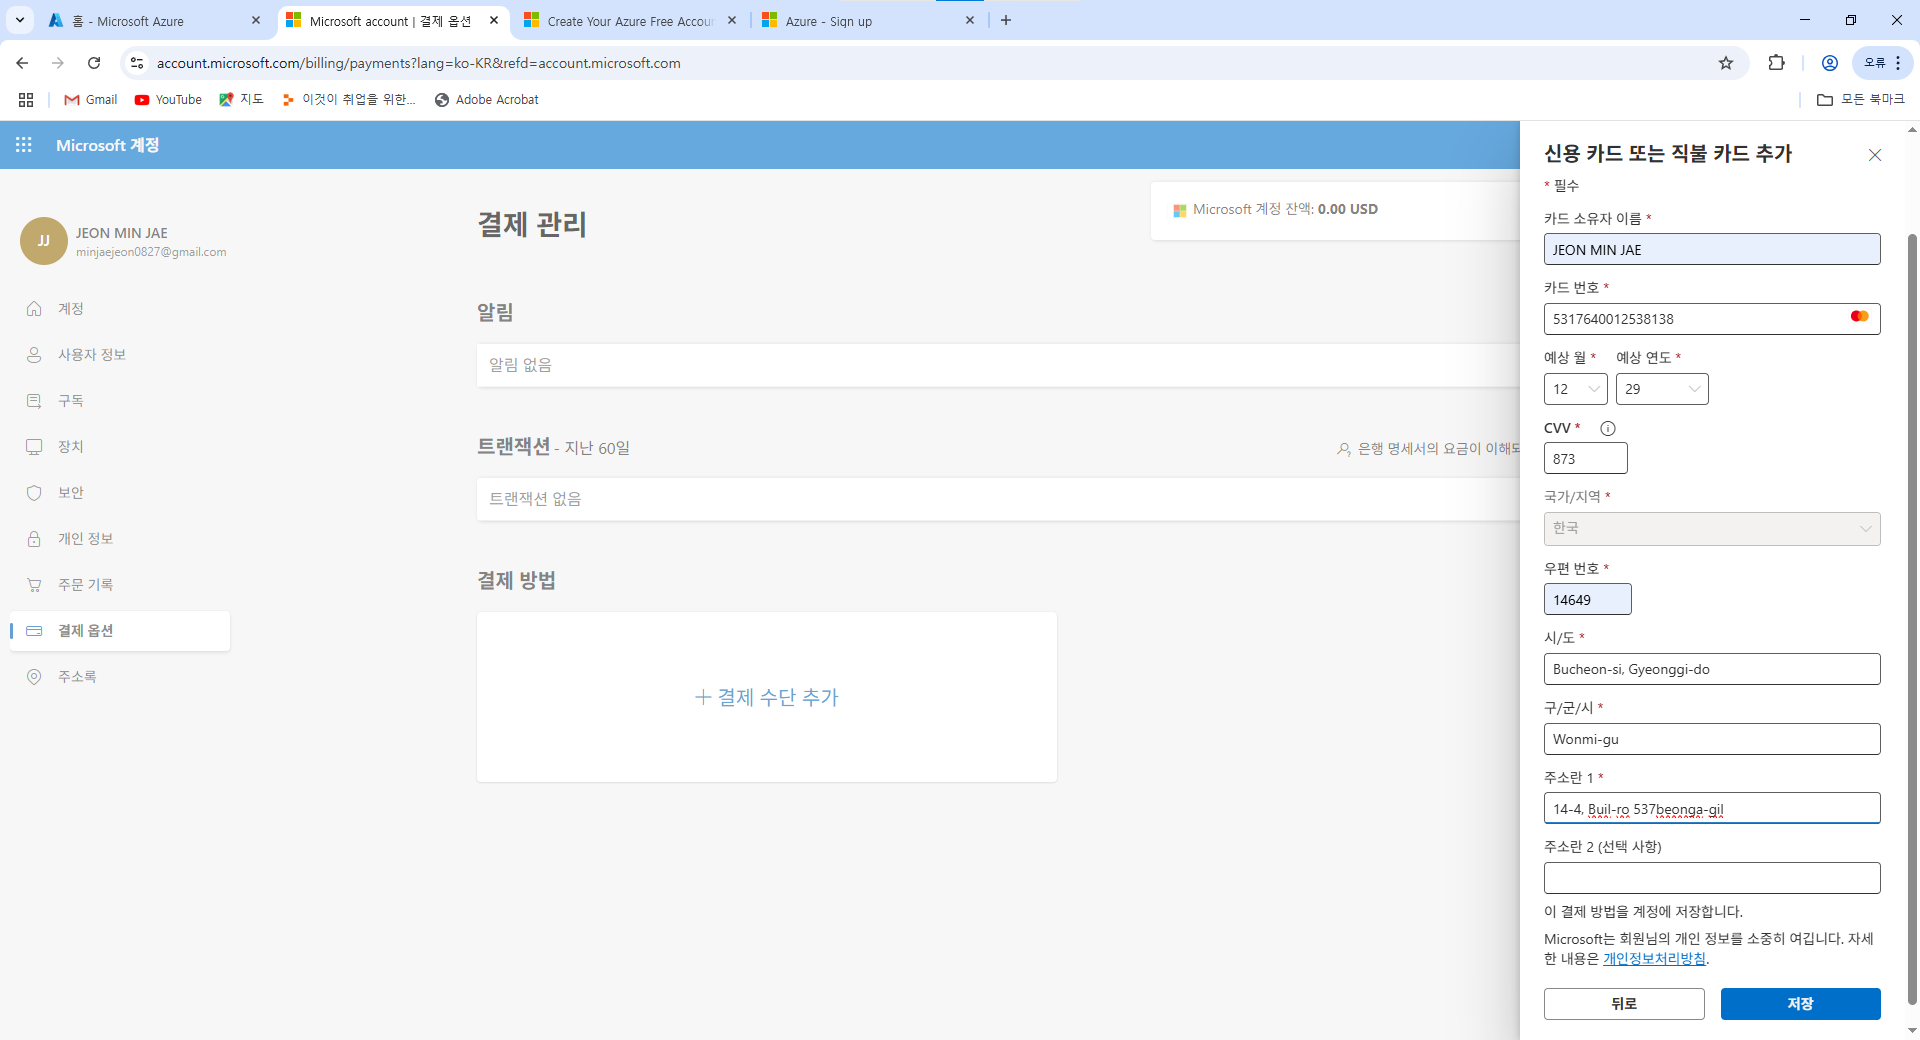 홈 - Microsoft Azure
Microsoft account | 결제 옵션
Create Your Azure Free Accoun
Azure - Sign up
account.microsoft.com/billing/payments?lang=ko-KR&refd=account.microsoft.com
오류
Gmail
YouTube
지도
이것이 취업을 위한...
Adobe Acrobat
모든 북마크
Microsoft 계정
JJ
JEON MIN JAE
minjaejeon0827@gmail.com
계정
사용자 정보
구독
장치
보안
개인 정보
주문 기록
결제 옵션
주소록
결제 관리
Microsoft 계정 잔액: 0.00 USD
알림
알림 없음
트랜잭션 - 지난 60일
은행 명세서의 요금이 이해되
트랜잭션 없음
결제 방법
결제 수단 추가
신용 카드 또는 직불 카드 추가
* 필수
카드 소유자 이름 *
JEON MIN JAE
카드 번호 *
5317640012538138
예상 월 * 예상 연도 *
12 29
CVV *
873
국가/지역 *
한국
우편 번호 *
14649
시/도 *
Bucheon-si, Gyeonggi-do
구/군/시 *
Wonmi-gu
주소란 1 *
14-4, Buil-ro 537beonga-gil
주소란 2 (선택 사항)
이 결제 방법을 계정에 저장합니다.
Microsoft는 회원님의 개인 정보를 소중히 여깁니다. 자세
한 내용은 개인정보처리방침.
뒤로 저장